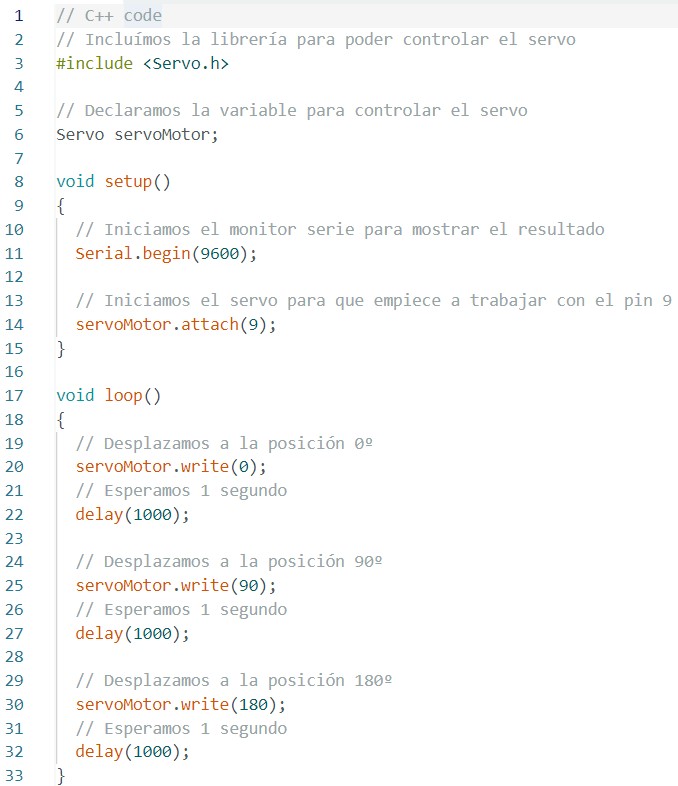 1 // C++ code
2 // Incluímos la librería para poder controlar el servo
3 #include <Servo.h>
4
5 // Declaramos la variable para controlar el servo
6 Servo servoMotor;
7
8 void setup()
9 {
10 // Iniciamos el monitor serie para mostrar el resultado
11 Serial.begin(9600);
12
13 // Iniciamos el servo para que empiece a trabajar con el pin 9
14 servoMotor.attach(9);
15 }
16
17 void loop()
18 {
19 // Desplazamos a la posición 0º
20 servoMotor.write(0);
21 // Esperamos 1 segundo
22 delay(1000);
23
24 // Desplazamos a la posición 90º
25 servoMotor.write(90);
26 // Esperamos 1 segundo
27 delay(1000);
28
29 // Desplazamos a la posición 180º
30 servoMotor.write(180);
31 // Esperamos 1 segundo
32 delay(1000);
33 }